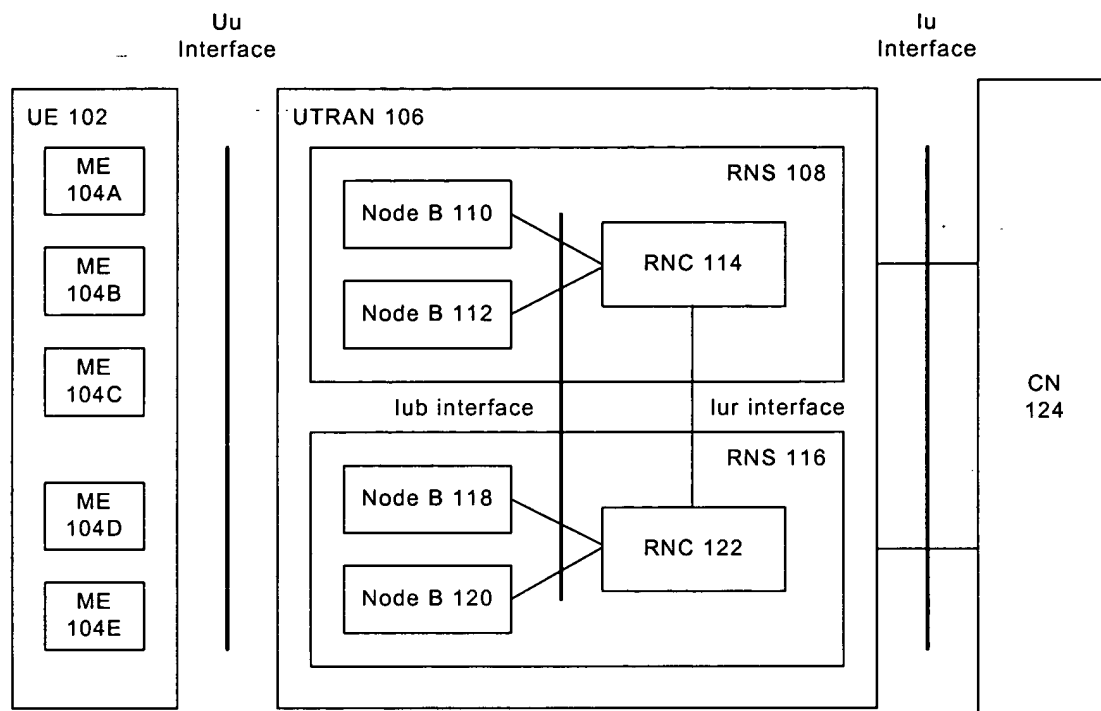 Uu
Interface
Iu
Interface
UE 102
ME
104A
ME
104B
ME
104C
ME
104D
ME
104E
UTRAN 106
RNS 108
Node B 110
Node B 112
RNC 114
Iub interface
Iur interface
RNS 116
Node B 118
Node B 120
RNC 122
CN
124